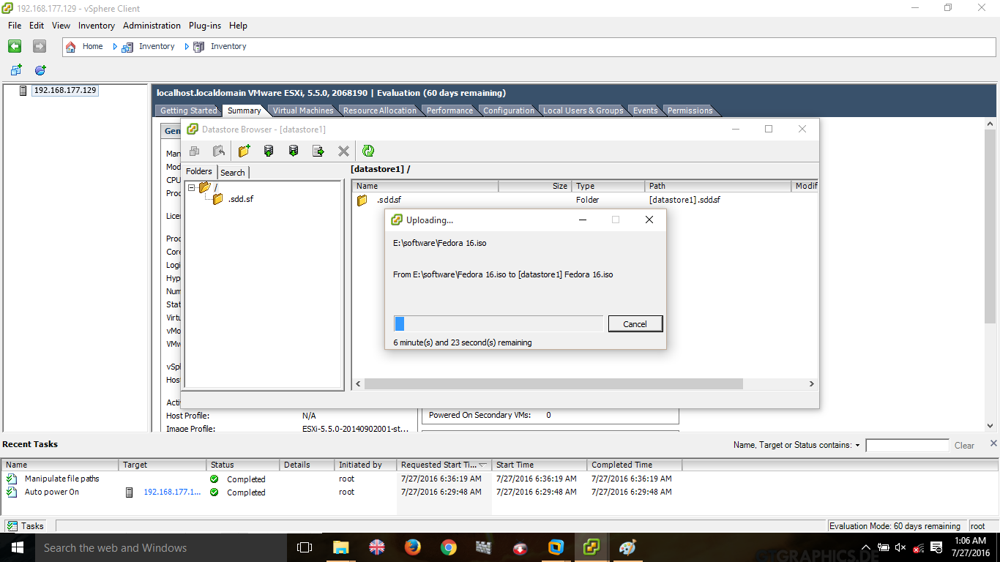 192.168.177.129 - vSphere Client
File Edit View Inventory Administration Plug-ins Help
Home Inventory Inventory
192.168.177.129
localhost.localdomain VMware ESXi, 5.5.0, 2068190 | Evaluation (60 days remaining)
Getting Started Summary Virtual Machines Resource Allocation Performance Configuration Local Users & Groups Events Permissions
Gen
Man
Mod
CPU
Proc
Licen
Proc
Core
Logi
Hyp
Num
Stat
Virtu
vMo
VMw
vSph
Host
Activ
Host Profile: N/A
Image Profile: ESXi-5.5.0-20140902001-st...
Powered On Secondary VMs: 0
Datastore Browser - [datastore1]
Folders Search
/
.sdd.sf
[datastore1] /
Name Size Type Path Modif
.sdd.sf Folder [datastore1] .sdd.sf
Uploading...
E:\software\Fedora 16.iso
From E:\software\Fedora 16.iso to [datastore1] Fedora 16.iso
Cancel
6 minute(s) and 23 second(s) remaining
Recent Tasks
Name, Target or Status contains: Clear
Name Target Status Details Initiated by Requested Start Ti... Start Time Completed Time
Manipulate file paths Completed root 7/27/2016 6:36:19 AM 7/27/2016 6:36:19 AM 7/27/2016 6:36:19 AM
Auto power On 192.168.177.1... Completed root 7/27/2016 6:29:48 AM 7/27/2016 6:29:48 AM 7/27/2016 6:29:48 AM
Tasks Evaluation Mode: 60 days remaining root
Search the web and Windows
1:06 AM
7/27/2016